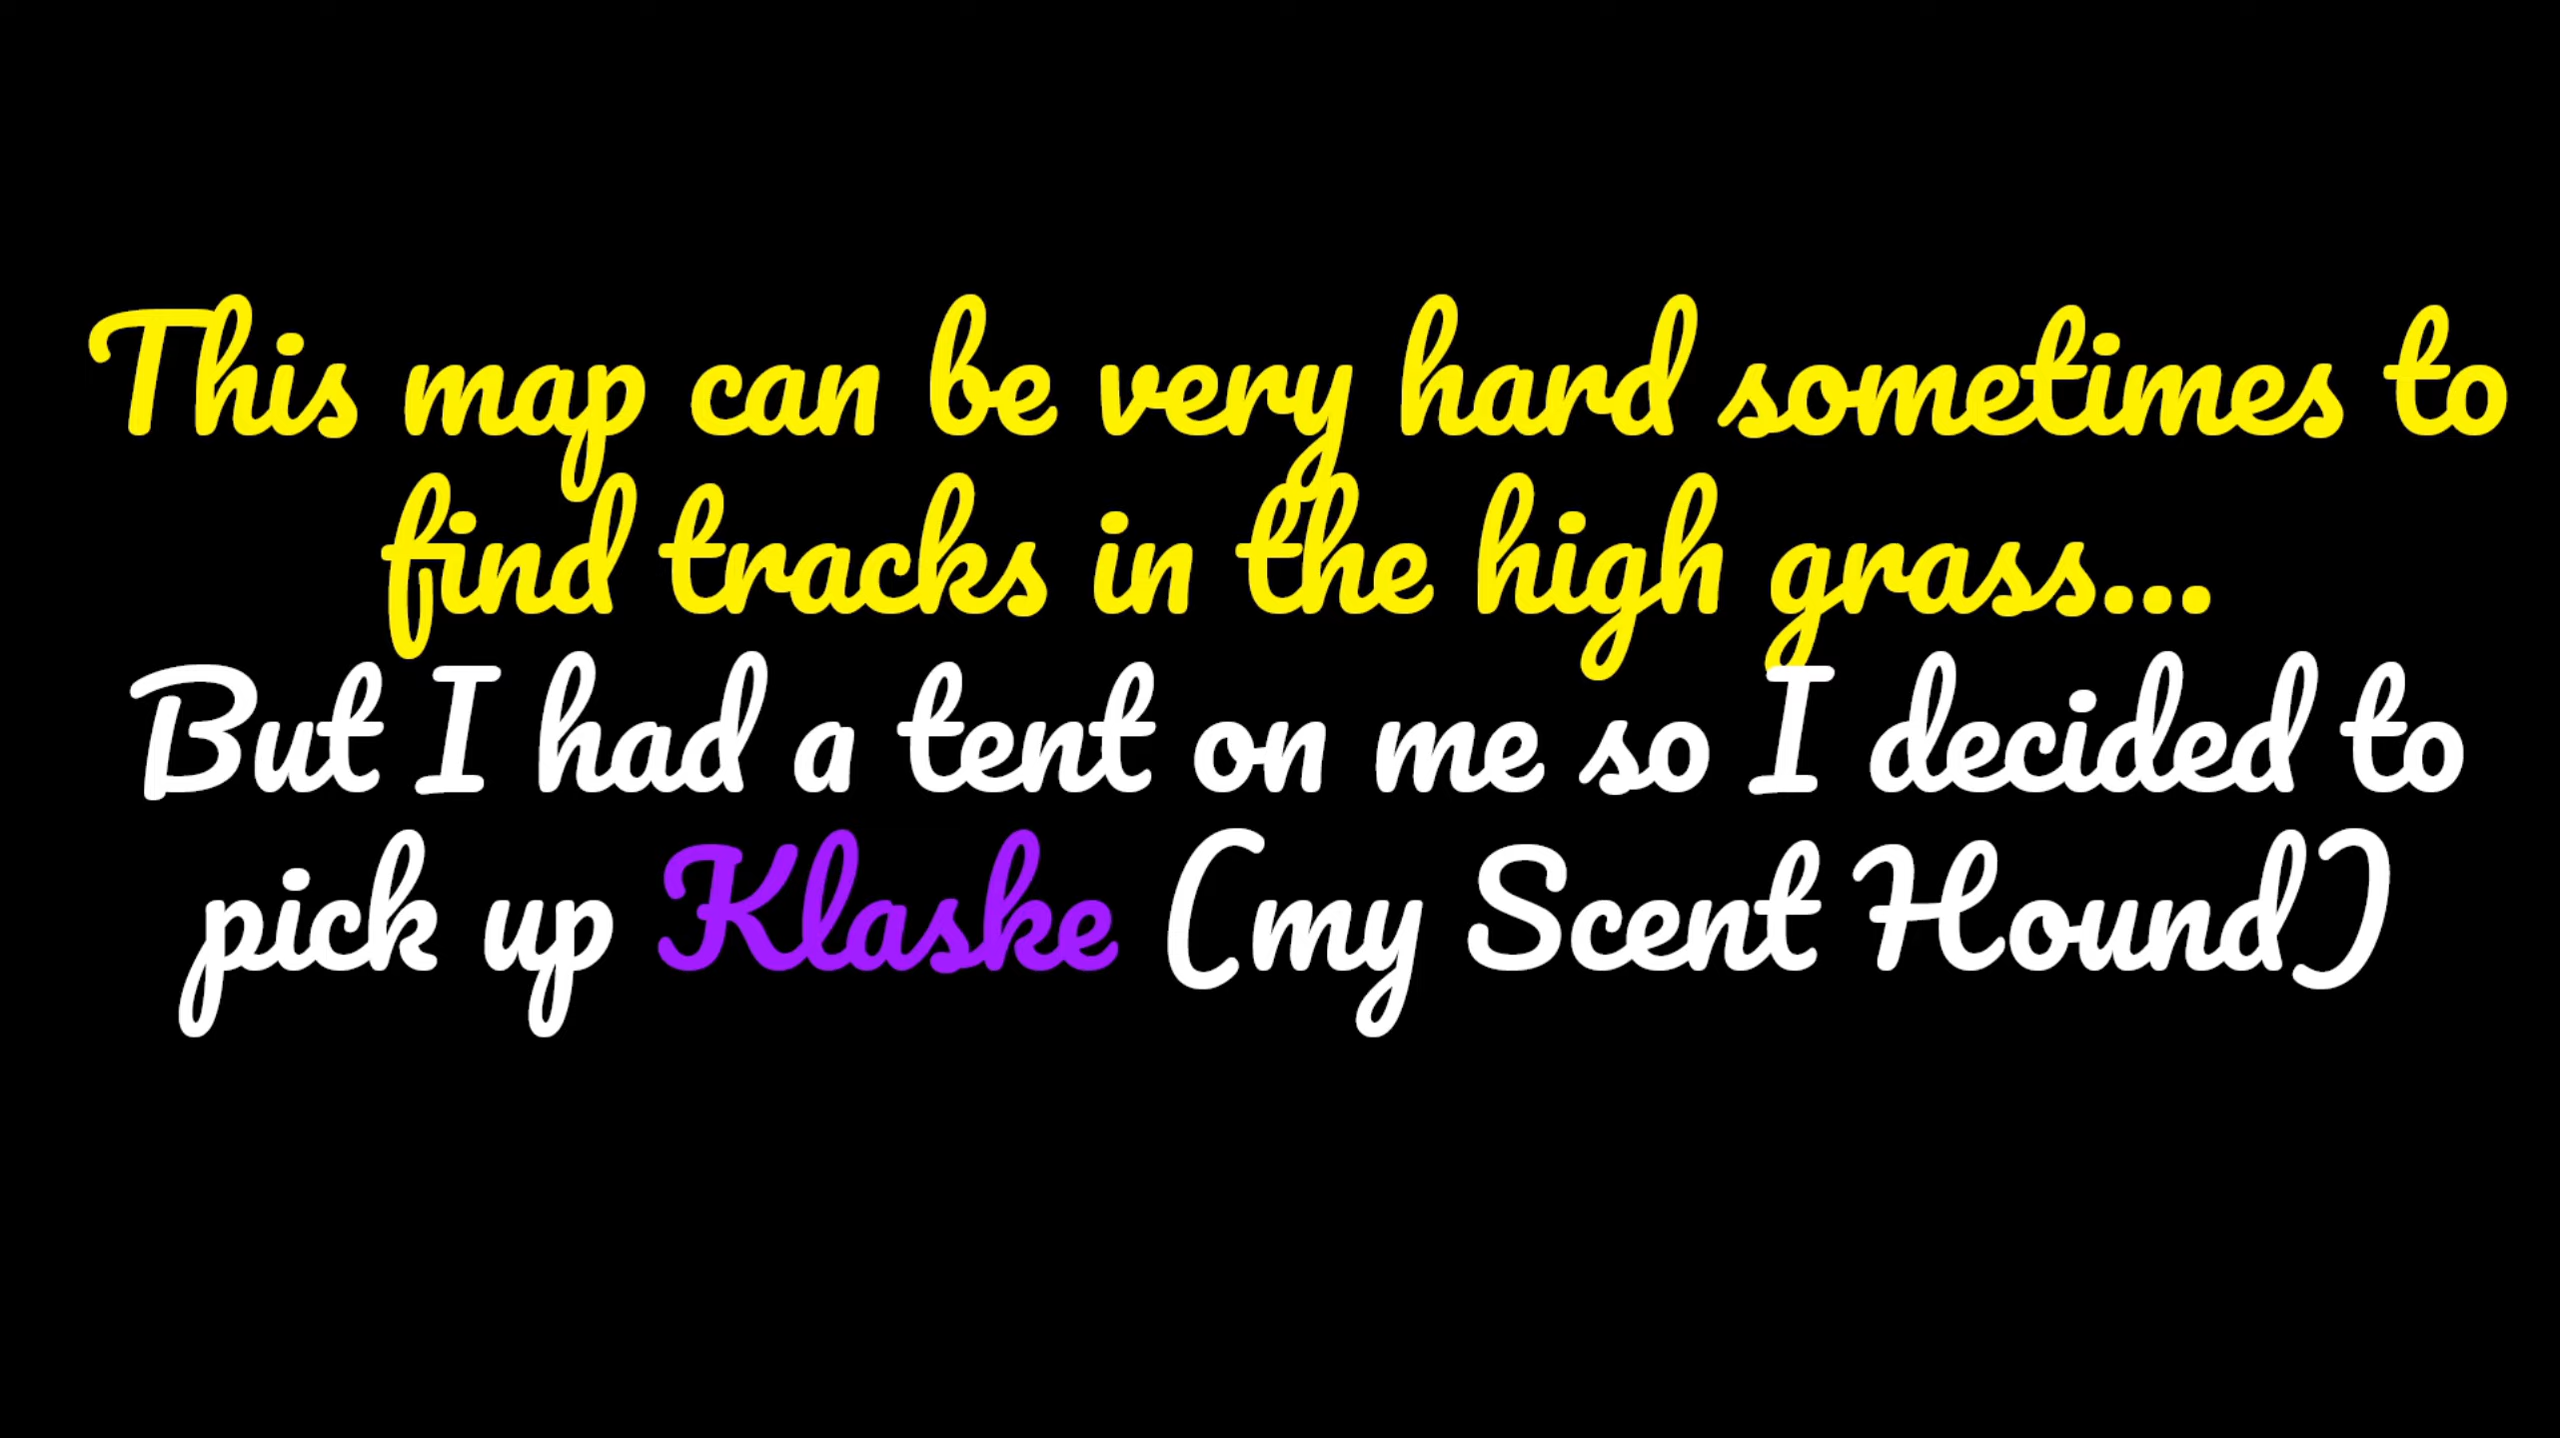 This map can be very hard sometimes to
find tracks in the high grass...
But I had a tent on me so I decided to
pick up Klaske (my Scent Hound)